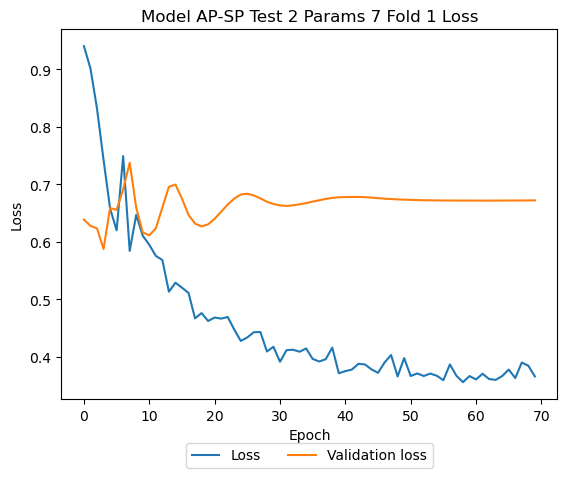 Model AP-SP Test 2 Params 7 Fold 1 Loss
Loss
0.9
0.8
0.7
0.6
0.5
0.4
0 10 20 30 40 50 60 70
Epoch
Loss Validation loss